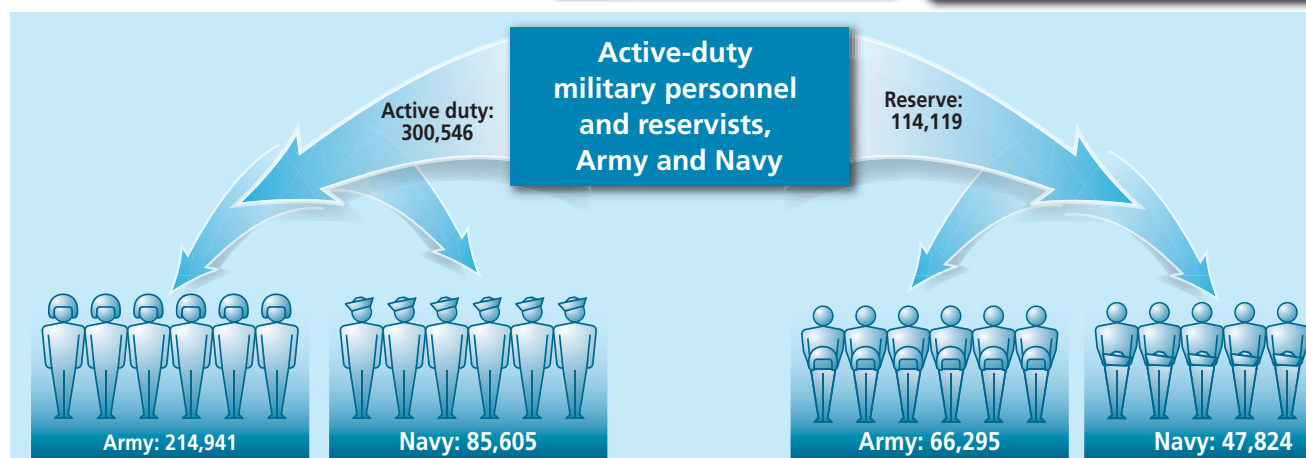 Active-duty
military personnel
and reservists,
Army and Navy
Active duty:
300,546
Reserve:
114,119
Army: 214,941
Navy: 85,605
Army: 66,295
Navy: 47,824